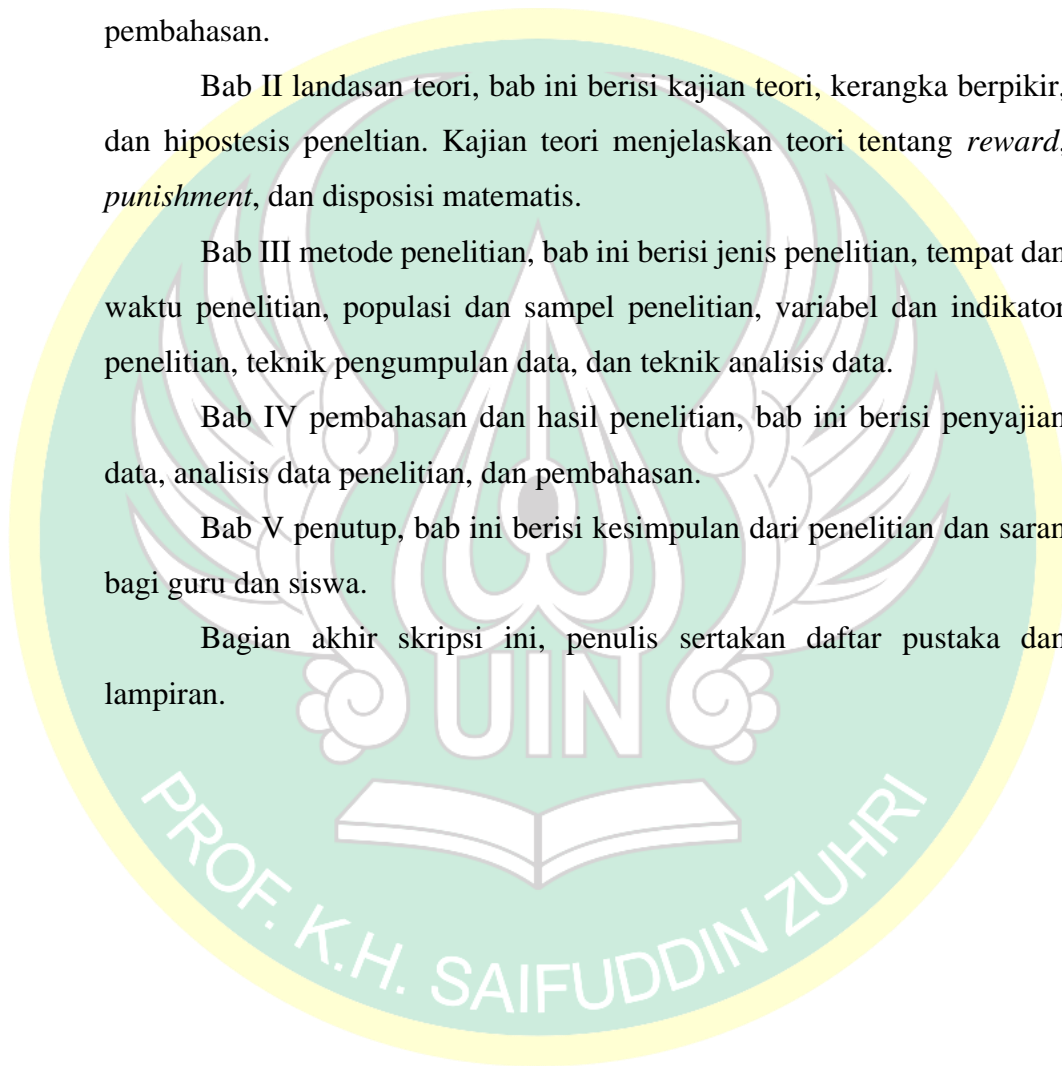 pembahasan.
Bab II landasan teori, bab ini berisi kajian teori, kerangka berpikir,
dan hipostesis peneltian. Kajian teori menjelaskan teori tentang reward,
punishment, dan disposisi matematis.
Bab III metode penelitian, bab ini berisi jenis penelitian, tempat dan
waktu penelitian, populasi dan sampel penelitian, variabel dan indikator
penelitian, teknik pengumpulan data, dan teknik analisis data.
Bab IV pembahasan dan hasil penelitian, bab ini berisi penyajian
data, analisis data penelitian, dan pembahasan.
Bab V penutup, bab ini berisi kesimpulan dari penelitian dan saran
bagi guru dan siswa.
Bagian akhir skripsi ini, penulis sertakan daftar pustaka dan
lampiran.
UIN
PROF. K.H. SAIFUDDIN ZUHRI